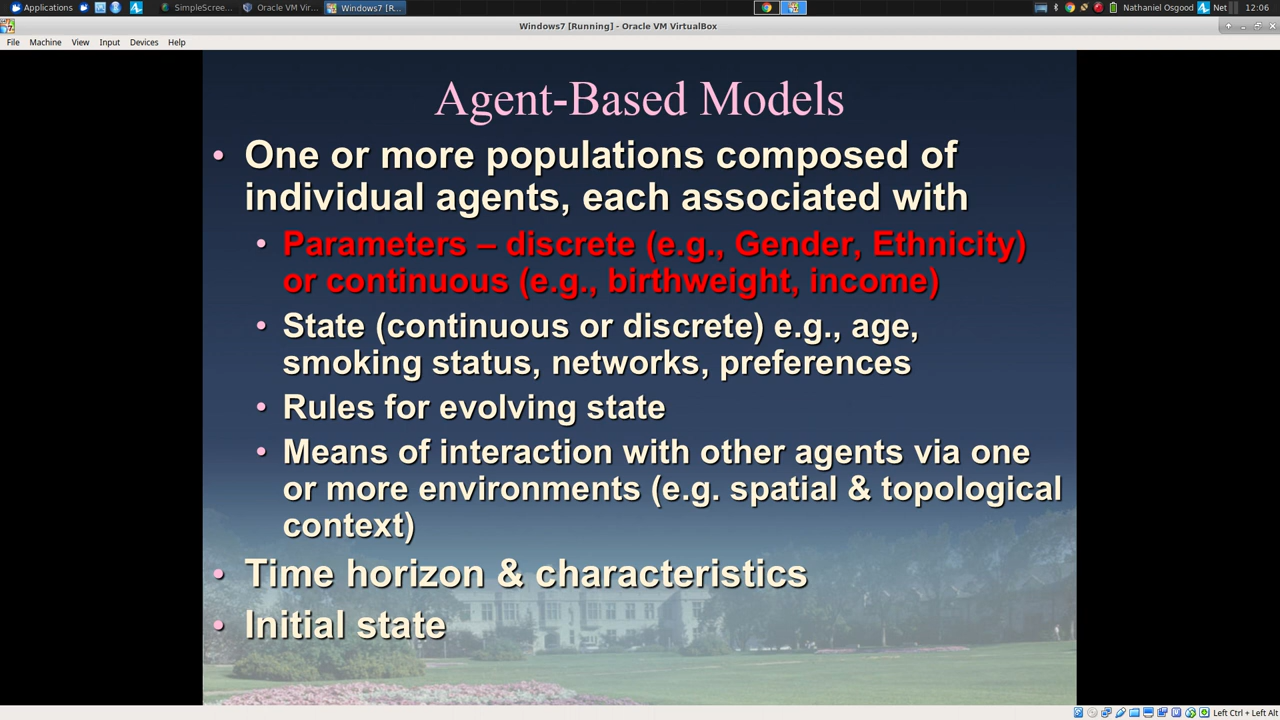 Applications
SimpleScree...
Oracle VM Vir...
Windows7 [R...
Nathaniel Osgood
Net
12:06
Windows7 [Running] - Oracle VM VirtualBox
File Machine View Input Devices Help
Agent-Based Models
• One or more populations composed of
individual agents, each associated with
• Parameters – discrete (e.g., Gender, Ethnicity)
or continuous (e.g., birthweight, income)
• State (continuous or discrete) e.g., age,
smoking status, networks, preferences
• Rules for evolving state
• Means of interaction with other agents via one
or more environments (e.g. spatial & topological
context)
• Time horizon & characteristics
• Initial state
Left Ctrl + Left Alt